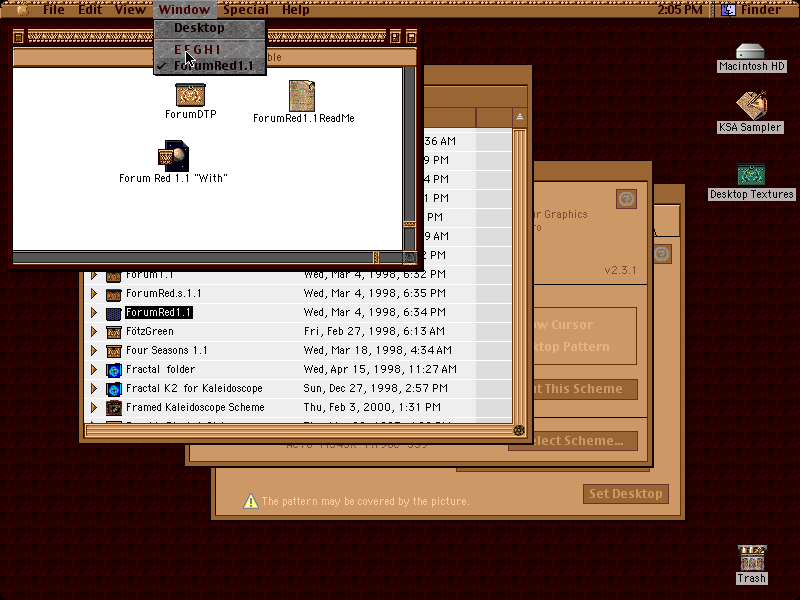 File Edit View Window Special Help 2:05 PM Finder
Desktop
E F G H I
✓ ForumRed1.1
ble
ForumDTP
ForumRed1.1ReadMe
Forum Red 1.1 "With"
Macintosh HD
KSA Sampler
Desktop Textures
:36 AM
9 PM
4 PM
1 PM
PM
9 AM
2 PM
Forum1.1 Wed, Mar 4, 1998, 6:32 PM
ForumRed.s.1.1 Wed, Mar 4, 1998, 6:35 PM
ForumRed1.1 Wed, Mar 4, 1998, 6:34 PM
FötzGreen Fri, Feb 27, 1998, 6:13 AM
Four Seasons 1.1 Wed, Mar 18, 1998, 4:34 AM
Fractal folder Wed, Apr 15, 1998, 11:27 AM
Fractal K2 for Kaleidoscope Sun, Dec 27, 1998, 2:57 PM
Framed Kaleidoscope Scheme Thu, Feb 3, 2000, 1:31 PM
ur Graphics
ro
v2.3.1
ow Cursor
ktop Pattern
ut This Scheme
elect Scheme...
The pattern may be covered by the picture.
Set Desktop
Trash